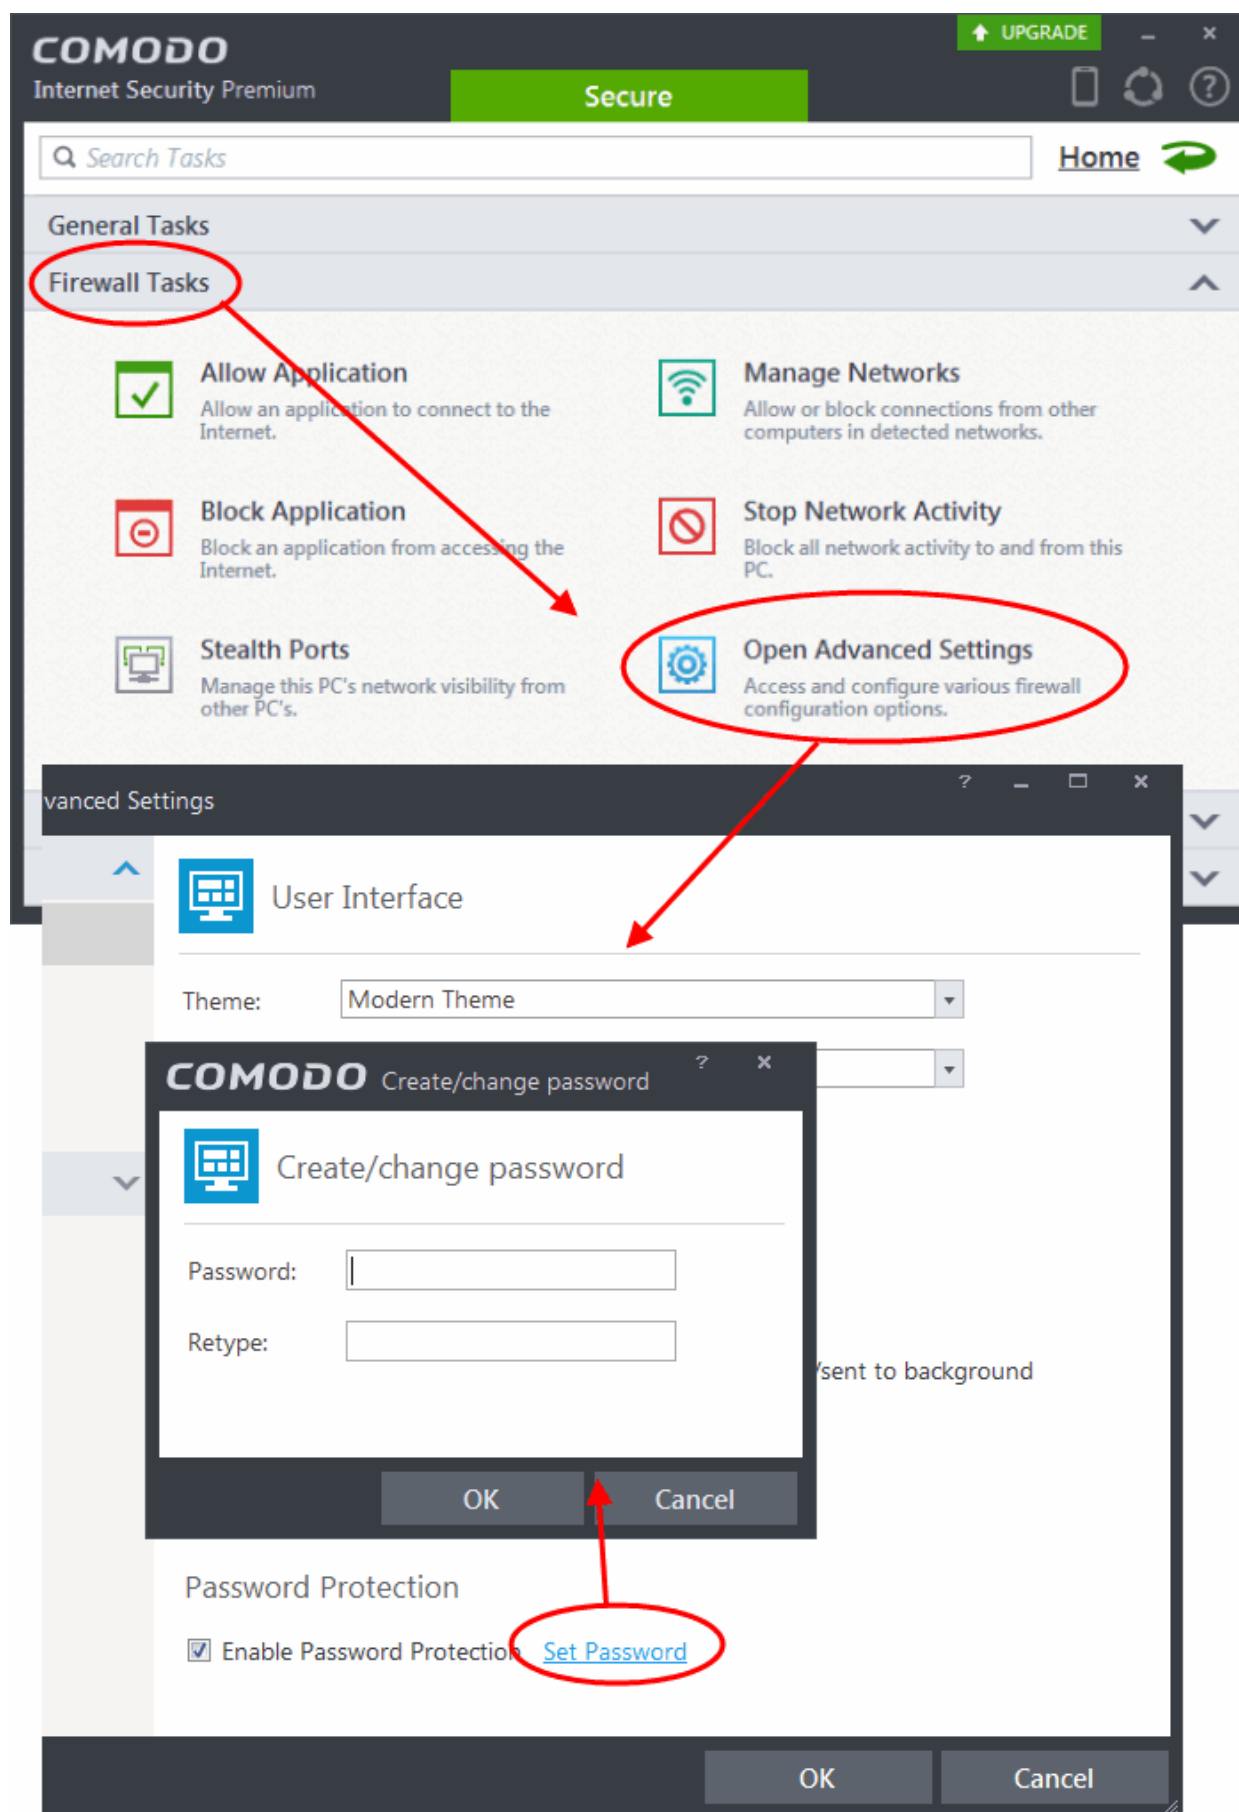 COMODO
Internet Security Premium
UPGRADE
Secure
Search Tasks
Home
General Tasks
Firewall Tasks
Allow Application
Allow an application to connect to the
Internet.
Manage Networks
Allow or block connections from other
computers in detected networks.
Block Application
Block an application from accessing the
Internet.
Stop Network Activity
Block all network activity to and from this
PC.
Stealth Ports
Manage this PC's network visibility from
other PC's.
Open Advanced Settings
Access and configure various firewall
configuration options.
vanced Settings
User Interface
Theme:
Modern Theme
COMODO Create/change password
Create/change password
Password:
Retype:
/sent to background
OK
Cancel
Password Protection
Enable Password Protection
Set Password
OK
Cancel